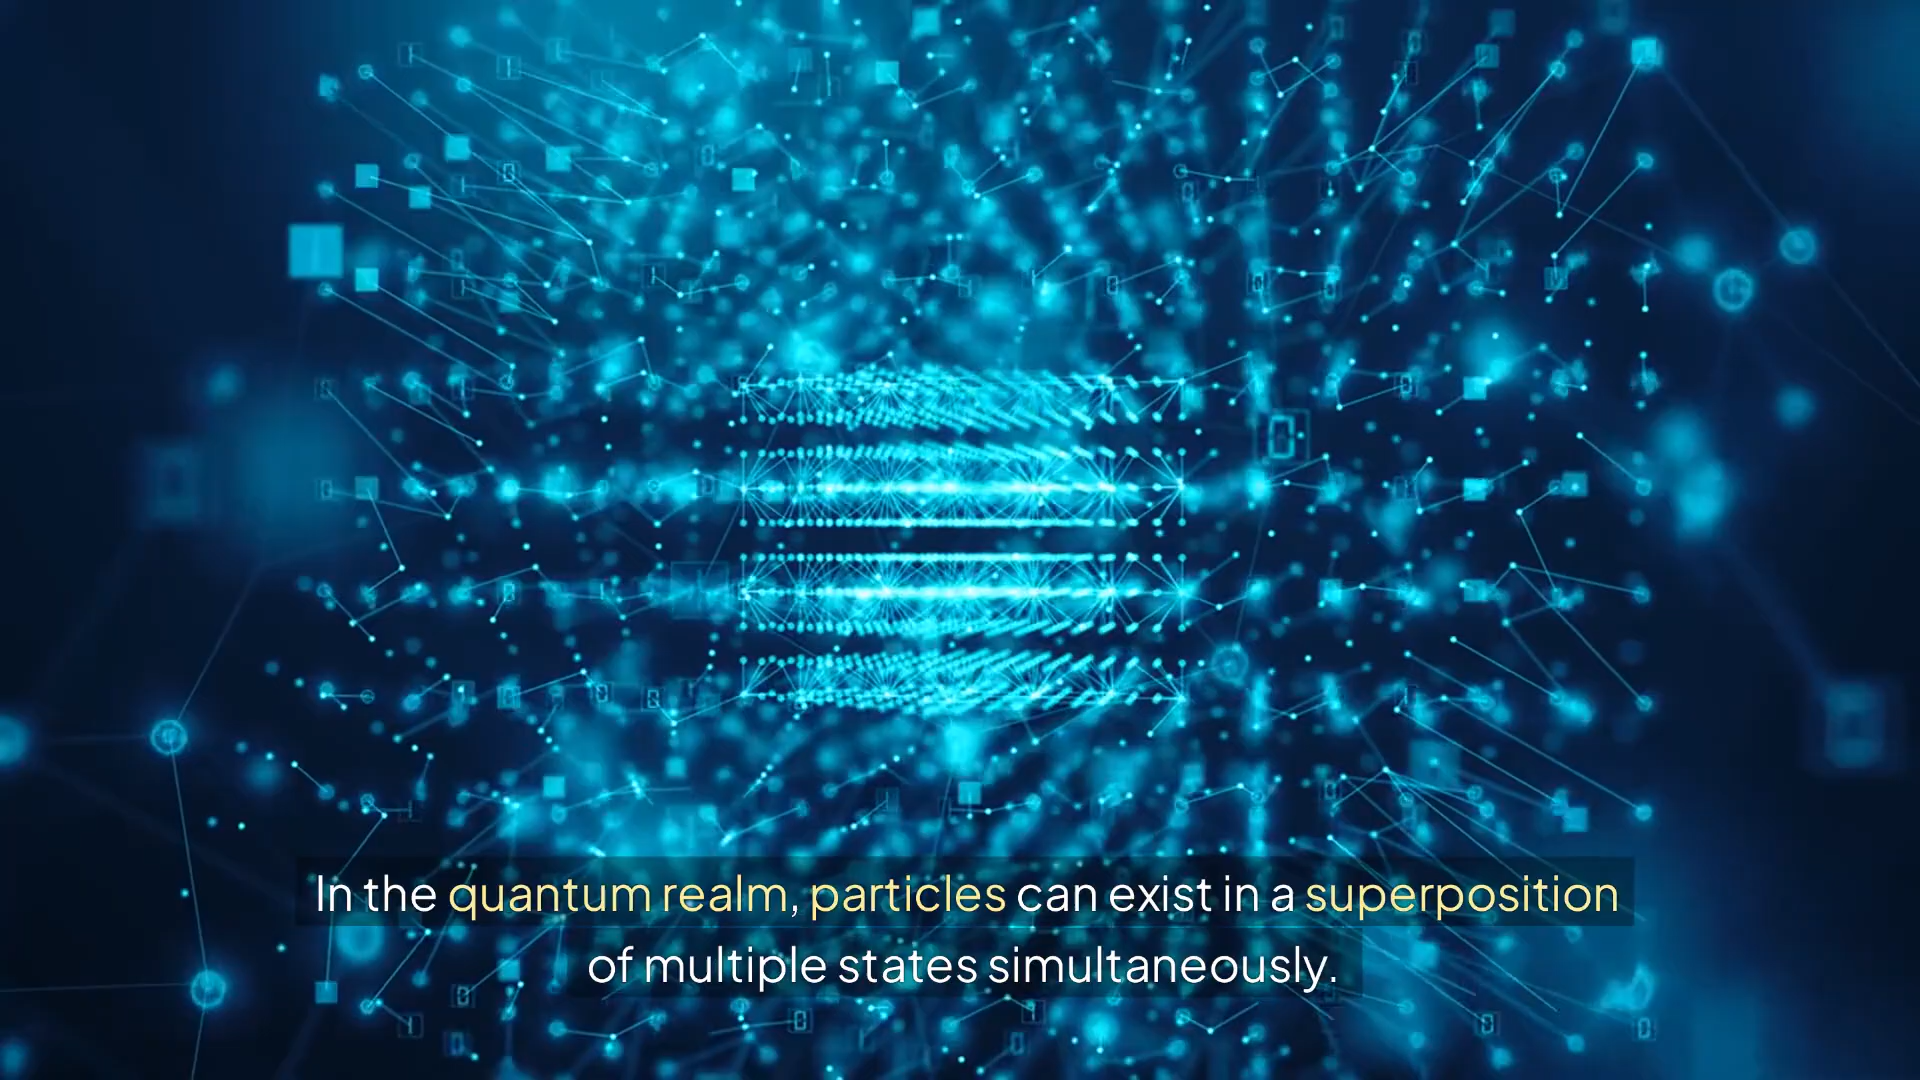 In the quantum realm, particles can exist in a superposition
of multiple states simultaneously.